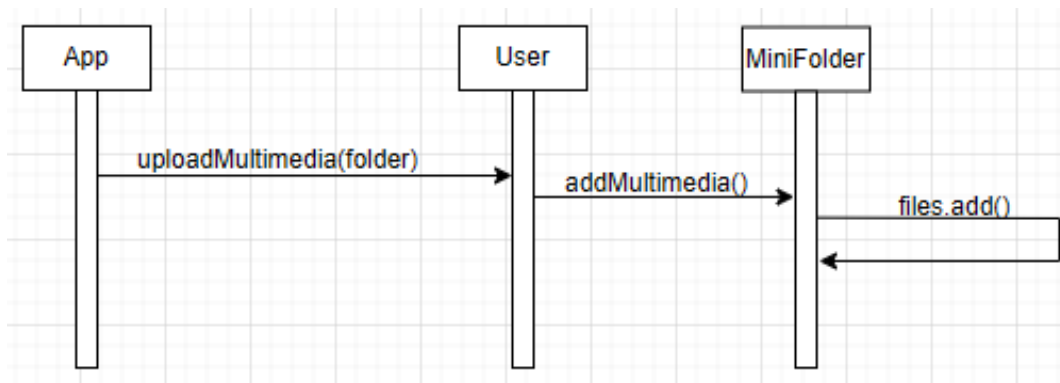 App
User
MiniFolder
uploadMultimedia(folder)
addMultimedia()
files.add()